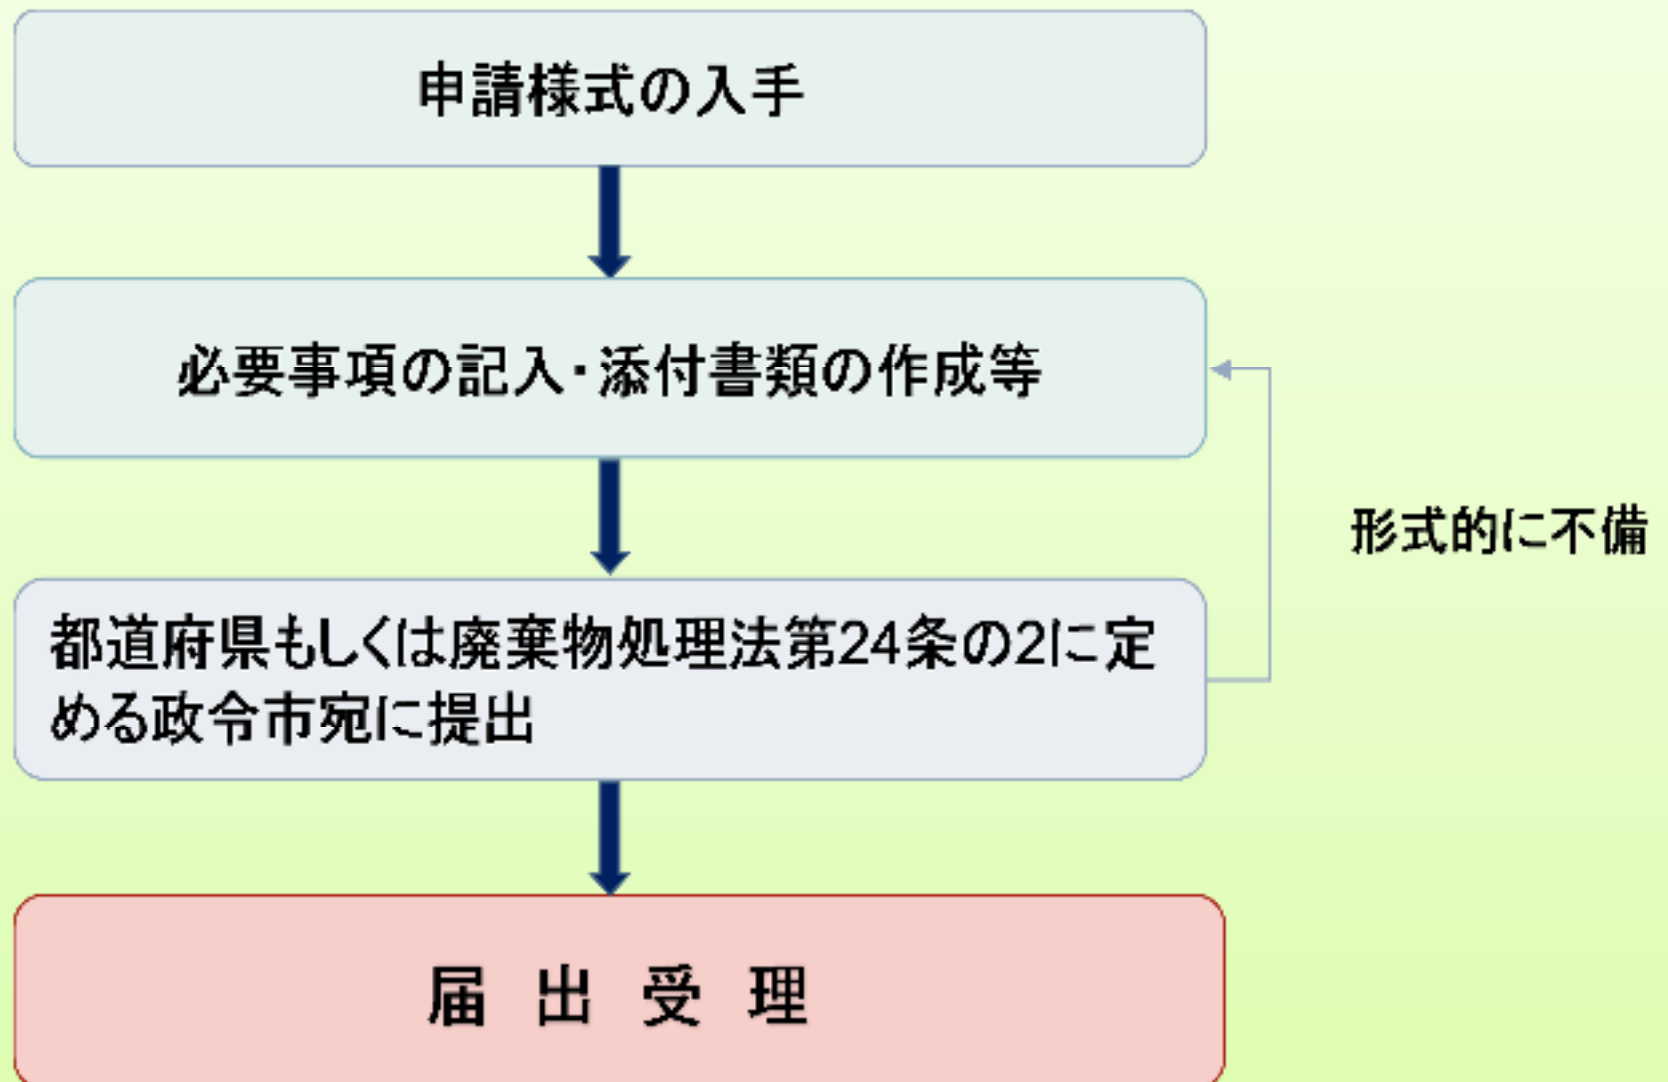 申請様式の入手
必要事項の記入・添付書類の作成等
形式的に不備
都道府県もしくは廃棄物処理法第24条の2に定
める政令市宛に提出
届 出 受 理